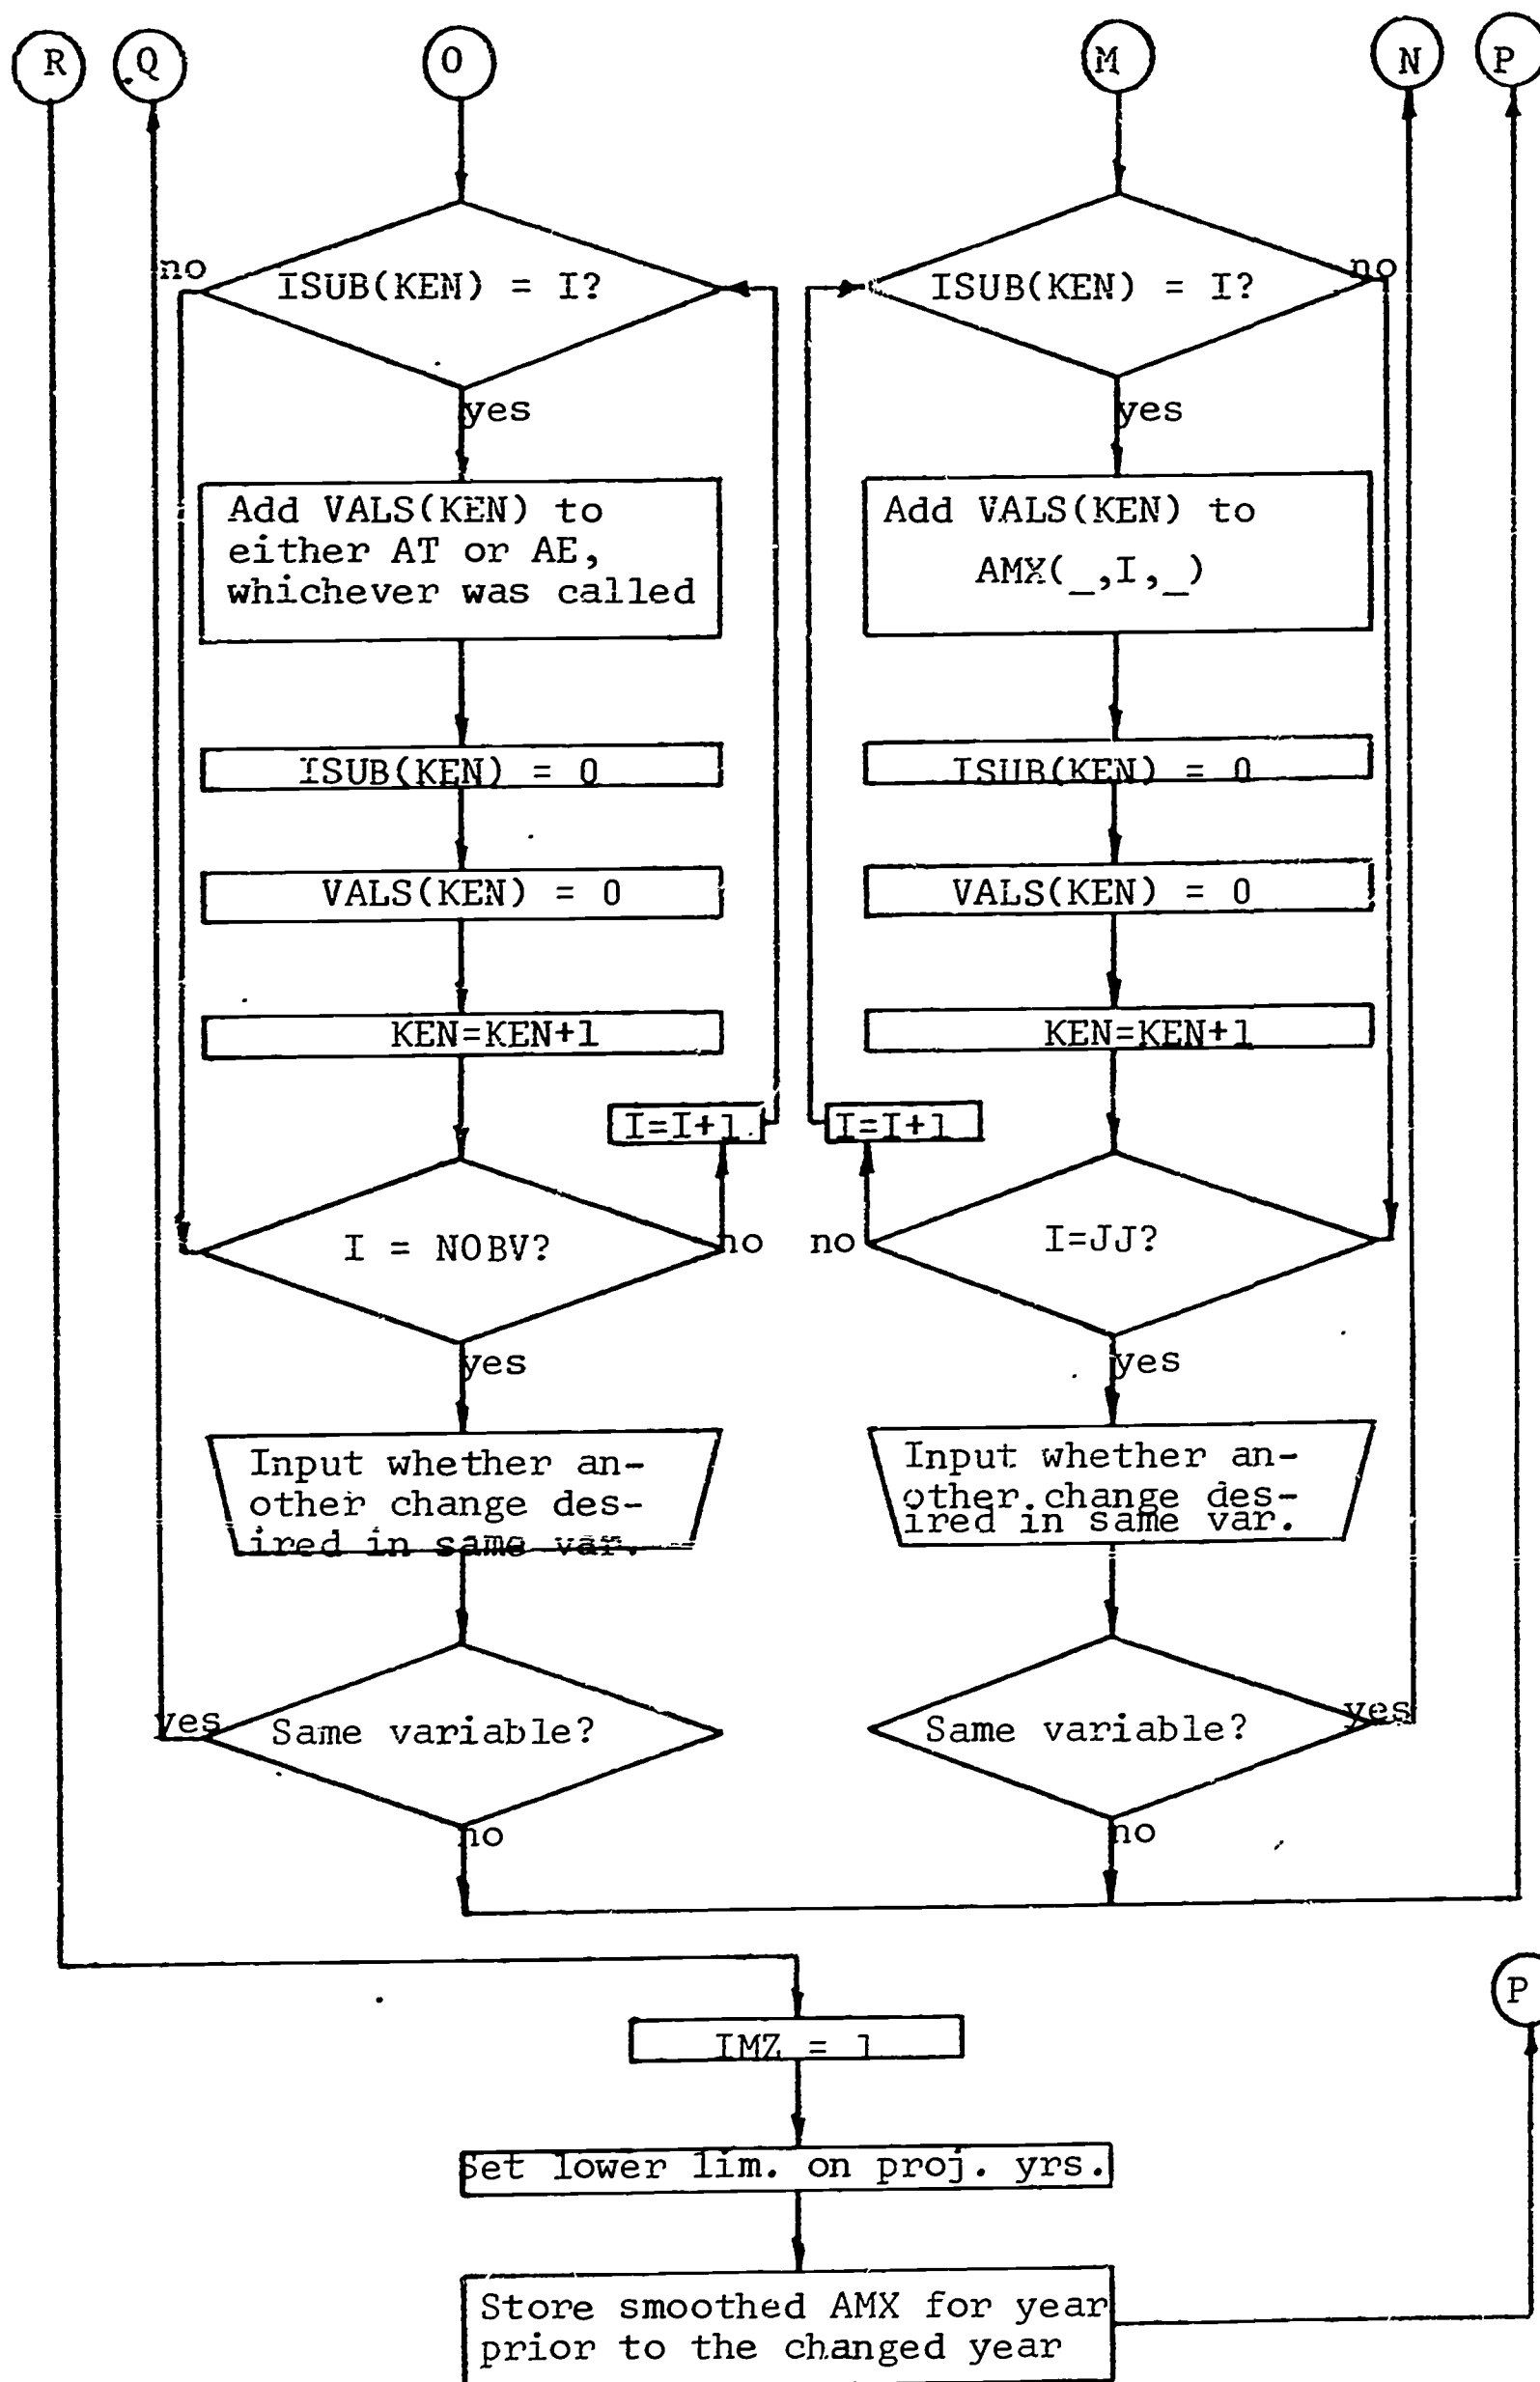 R
Q
O
M
N
P
ISUB(KEN) = I?
no
yes
Add VALS(KEN) to
either AT or AE,
whichever was called
ISUB(KEN) = 0
VALS(KEN) = 0
KEN=KEN+1
I=I+1
I = NOBV?
no
yes
Input whether an-
other change des-
ired in same var.
Same variable?
yes
no
ISUB(KEN) = I?
no
yes
Add VALS(KEN) to
AMX(_,I,_)
ISUB(KEN) = 0
VALS(KEN) = 0
KEN=KEN+1
I=I+1
I=JJ?
no
yes
Input whether an-
other change des-
ired in same var.
Same variable?
yes
no
IMZ = 1
Set lower lim. on proj. yrs.
Store smoothed AMX for year
prior to the changed year
P